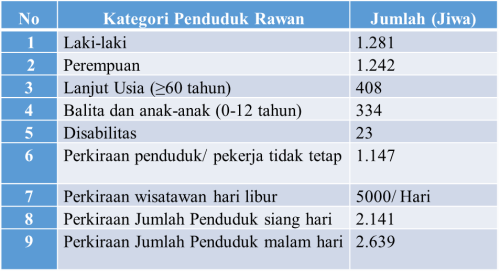 No Kategori Penduduk Rawan Jumlah (Jiwa)
1 Laki-laki 1.281
2 Perempuan 1.242
3 Lanjut Usia (≥60 tahun) 408
4 Balita dan anak-anak (0-12 tahun) 334
5 Disabilitas 23
6 Perkiraan penduduk/ pekerja tidak tetap 1.147
7 Perkiraan wisatawan hari libur 5000/ Hari
8 Perkiraan Jumlah Penduduk siang hari 2.141
9 Perkiraan Jumlah Penduduk malam hari 2.639